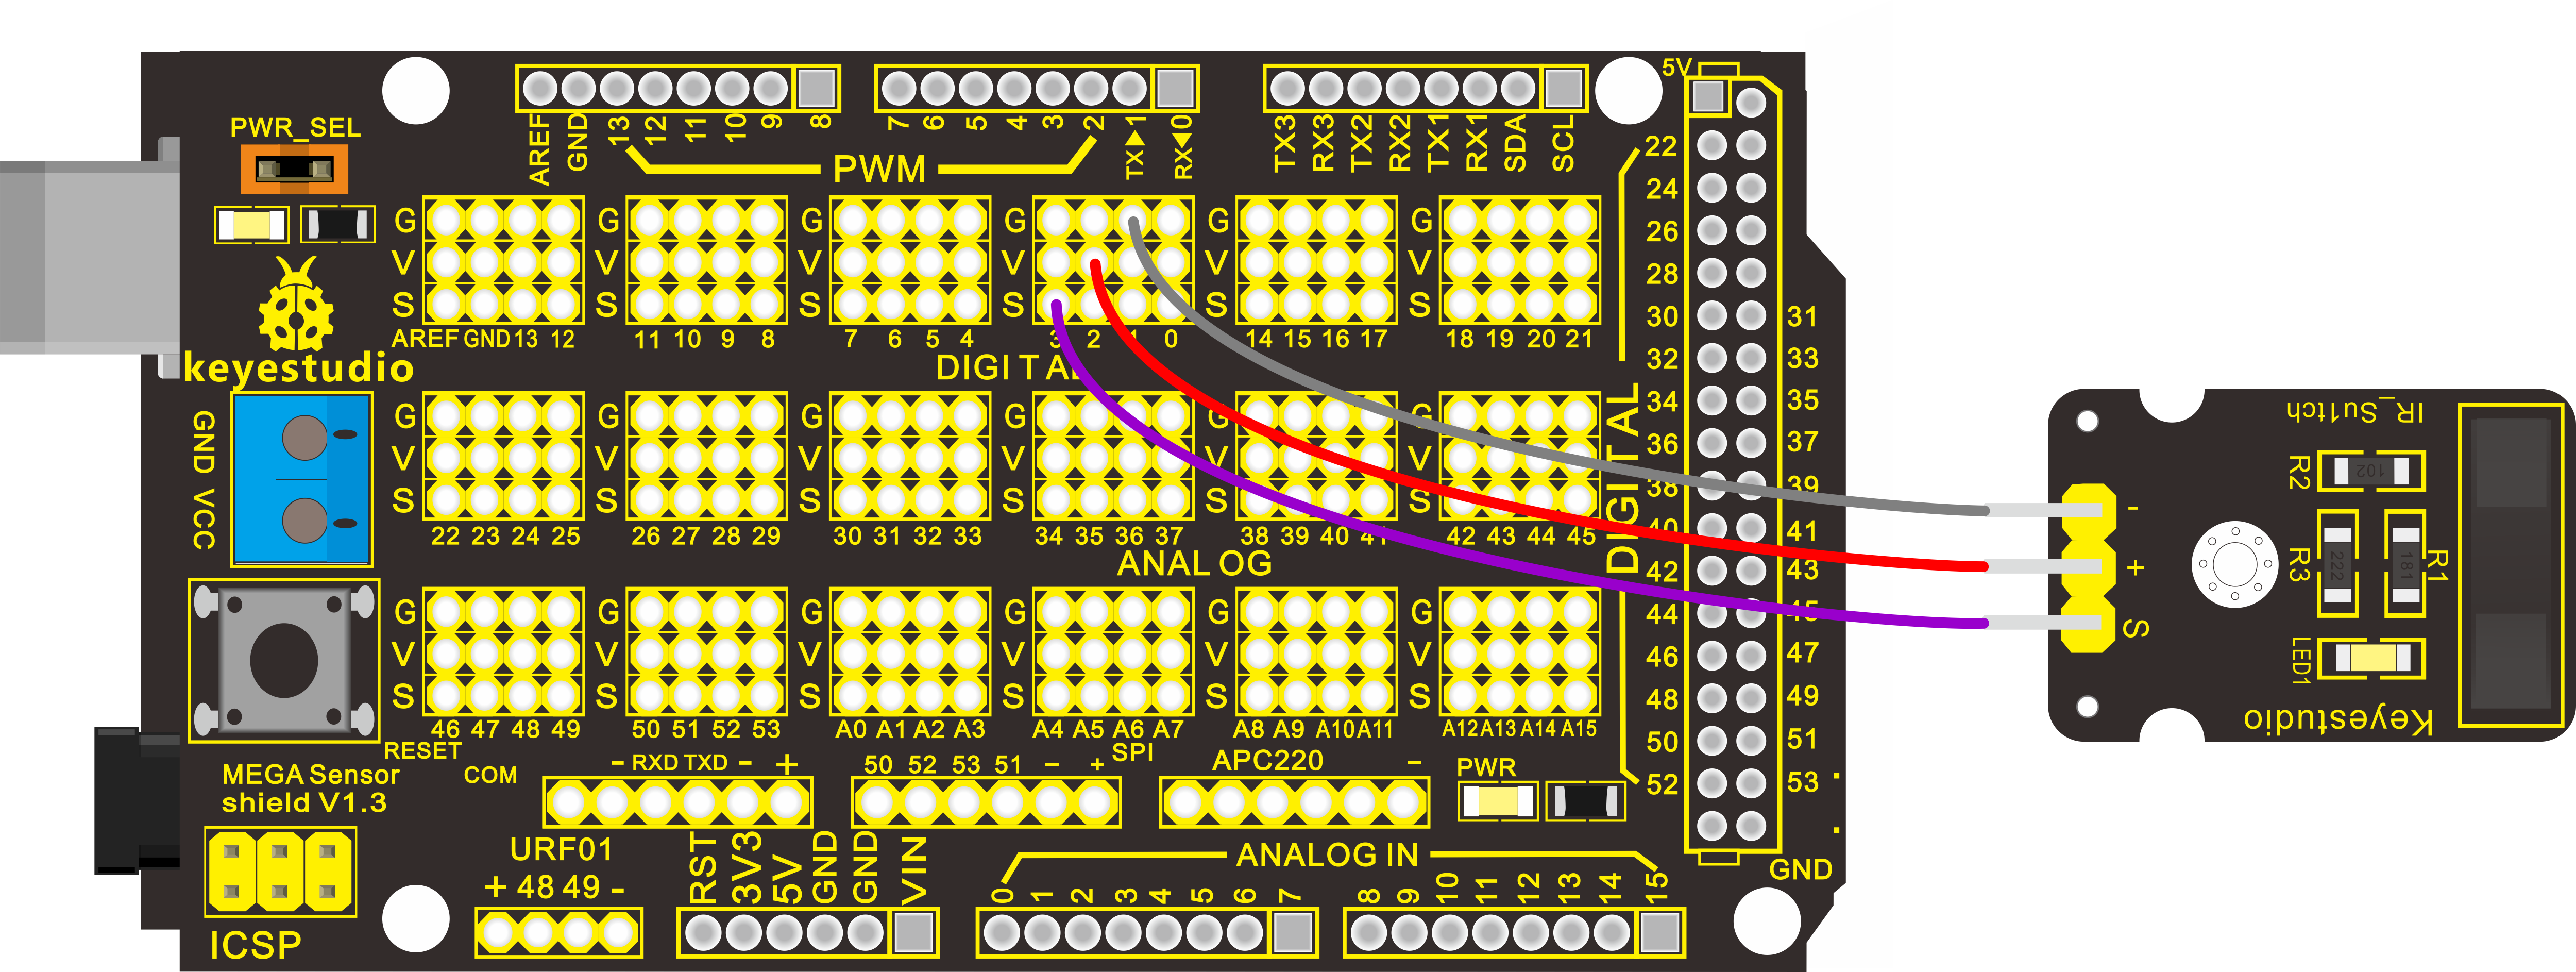 5V
AREF GND 13 12 11 10 9 8
7 6 5 4 3 2 TX▶1 RX◀0
TX3 RX3 TX2 RX2 TX1 RX1 SDA SCL
PWR_SEL
PWM
G G G G G G
V V V V V V
S S S S S S
AREF GND 13 12 11 10 9 8 7 6 5 4 3 2 1 0 14 15 16 17 18 19 20 21
DIGITAL
keyestudio
GND VCC
G G G G G G
V V V V V V
S S S S S S
22 23 24 25 26 27 28 29 30 31 32 33 34 35 36 37 38 39 40 41 42 43 44 45
ANALOG
G G G G G G
V V V V V V
S S S S S S
46 47 48 49 50 51 52 53 A0 A1 A2 A3 A4 A5 A6 A7 A8 A9 A10 A11 A12 A13 A14 A15
RESET
COM
- RXD TXD - +
50 52 53 51 - +
SPI
APC220 -
PWR
MEGA Sensor
shield V1.3
ICSP
URF01
+ 48 49 -
RST 3V3 5V GND GND VIN
ANALOG IN
0 1 2 3 4 5 6 7 8 9 10 11 12 13 14 15
DIGITAL
22
24
26
28
30 31
32 33
34 35
36 37
38 39
40 41
42 43
44 45
46 47
48 49
50 51
52 53
GND
IR_Su1tch
R2
102
-
+
S
R3
222
181
R1
LED1
Keyestudio